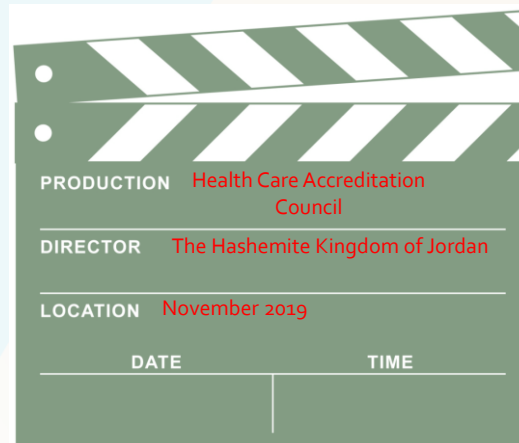 PRODUCTION Health Care Accreditation
Council
DIRECTOR The Hashemite Kingdom of Jordan
LOCATION November 2019
DATE TIME